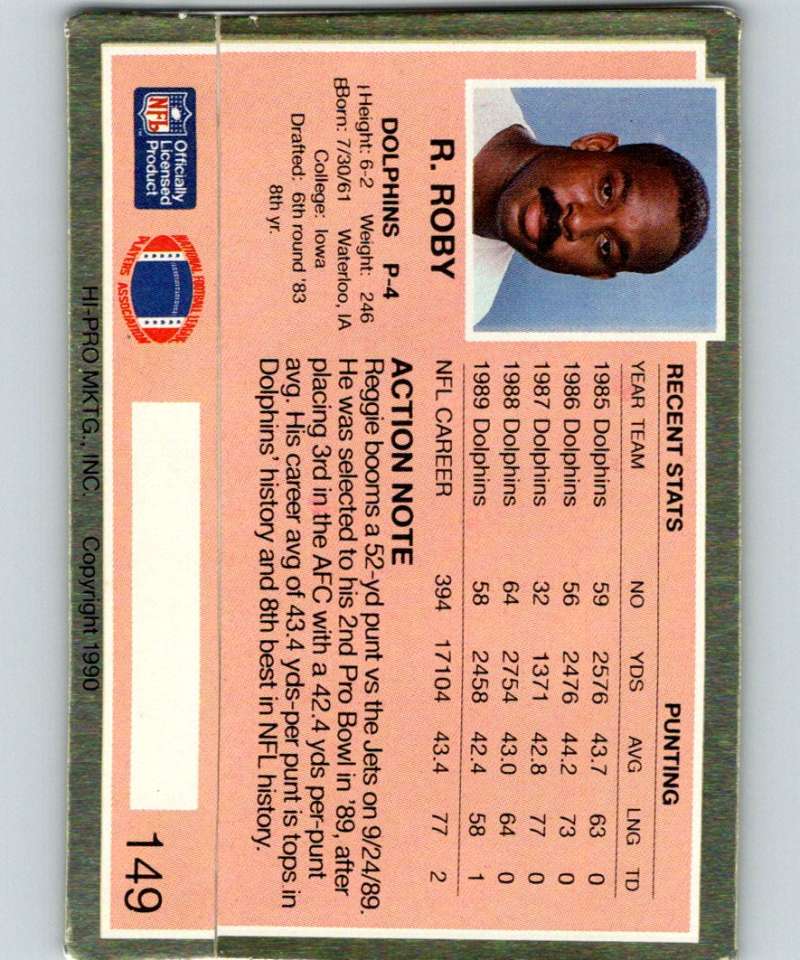 R. ROBY
DOLPHINS P-4
Height: 6-2 Weight: 246
Born: 7/30/61 Waterloo, IA
College: Iowa
Drafted: 6th round '83
8th yr.
RECENT STATS PUNTING
YEAR TEAM NO YDS AVG LNG TD
1985 Dolphins 59 2576 43.7 63 0
1986 Dolphins 56 2476 44.2 73 0
1987 Dolphins 32 1371 42.8 77 0
1988 Dolphins 64 2754 43.0 64 0
1989 Dolphins 58 2458 42.4 58 1
NFL CAREER 394 17104 43.4 77 2
ACTION NOTE
Reggie booms a 52-yd punt vs the Jets on 9/24/89.
He was selected to his 2nd Pro Bowl in '89, after
placing 3rd in the AFC with a 42.4 yds per-punt
avg. His career avg of 43.4 yds-per punt is tops in
Dolphins' history and 8th best in NFL history.
NFL
Officially
Licensed
Product
NATIONAL FOOTBALL LEAGUE
PLAYERS ASSOCIATION
149
HI-PRO MKTG., INC. Copyright 1990